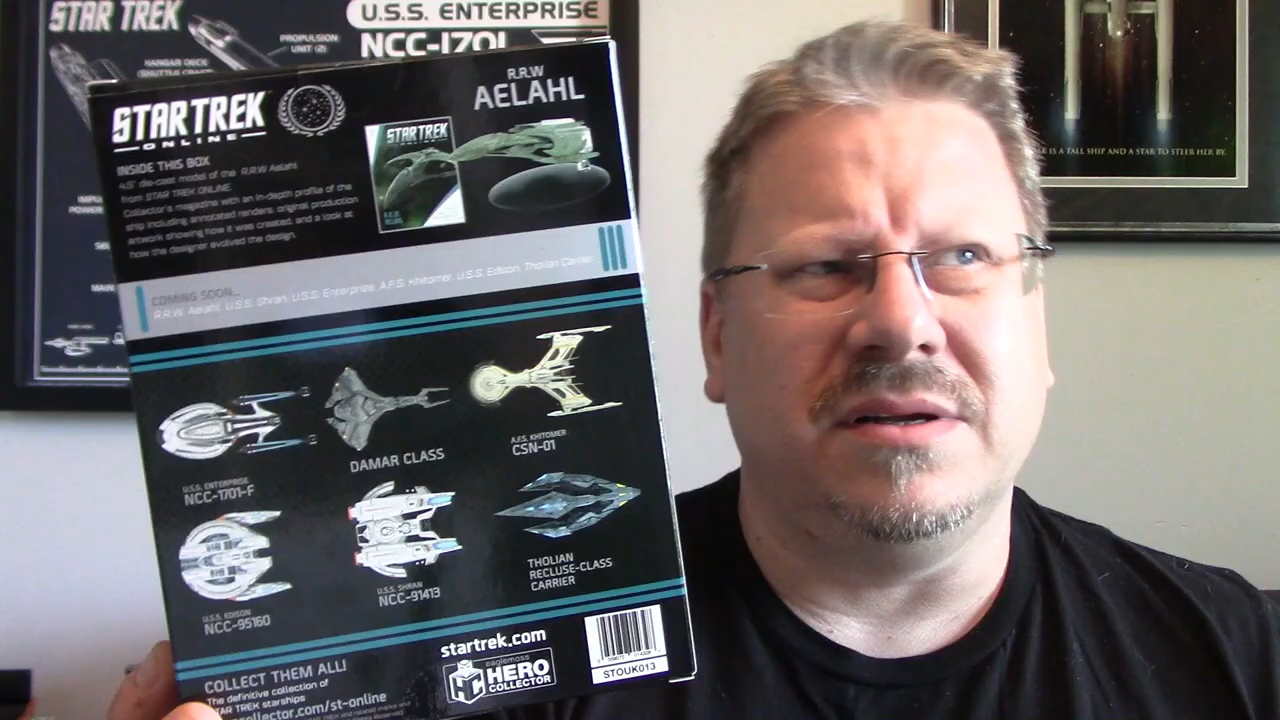 STAR TREK
U.S.S. ENTERPRISE
NCC-1701
PROPULSION
UNIT (2)
HANGAR DECK
MAIN
IS A TALL SHIP AND A STAR TO STEER HER BY.
STAR TREK
ONLINE
R.R.W
AELAHL
INSIDE THIS BOX
4.5" die-cast model of the R.R.W Aelahl
from STAR TREK ONLINE.
Collector's magazine with an in-depth profile of the
ship including annotated renders, original production
artwork showing how it was created, and a look at
how the designer evolved the design.
STAR TREK
R.R.W.
AELAHL
COMING SOON...
R.R.W. Aelahl, U.S.S. Shran, U.S.S. Enterprise, A.F.S. Khitomer, U.S.S. Edison, Tholian Carrier
U.S.S. ENTERPRISE
NCC-1701-F
DAMAR CLASS
A.F.S. KHITOMER
CSN-01
U.S.S. EDISON
NCC-95160
U.S.S. SHRAN
NCC-91413
THOLIAN
RECLUSE-CLASS
CARRIER
COLLECT THEM ALL!
The definitive collection of
STAR TREK starships
collector.com/st-online
startrek.com
eaglemoss
HERO
COLLECTOR
HC
STOUK013